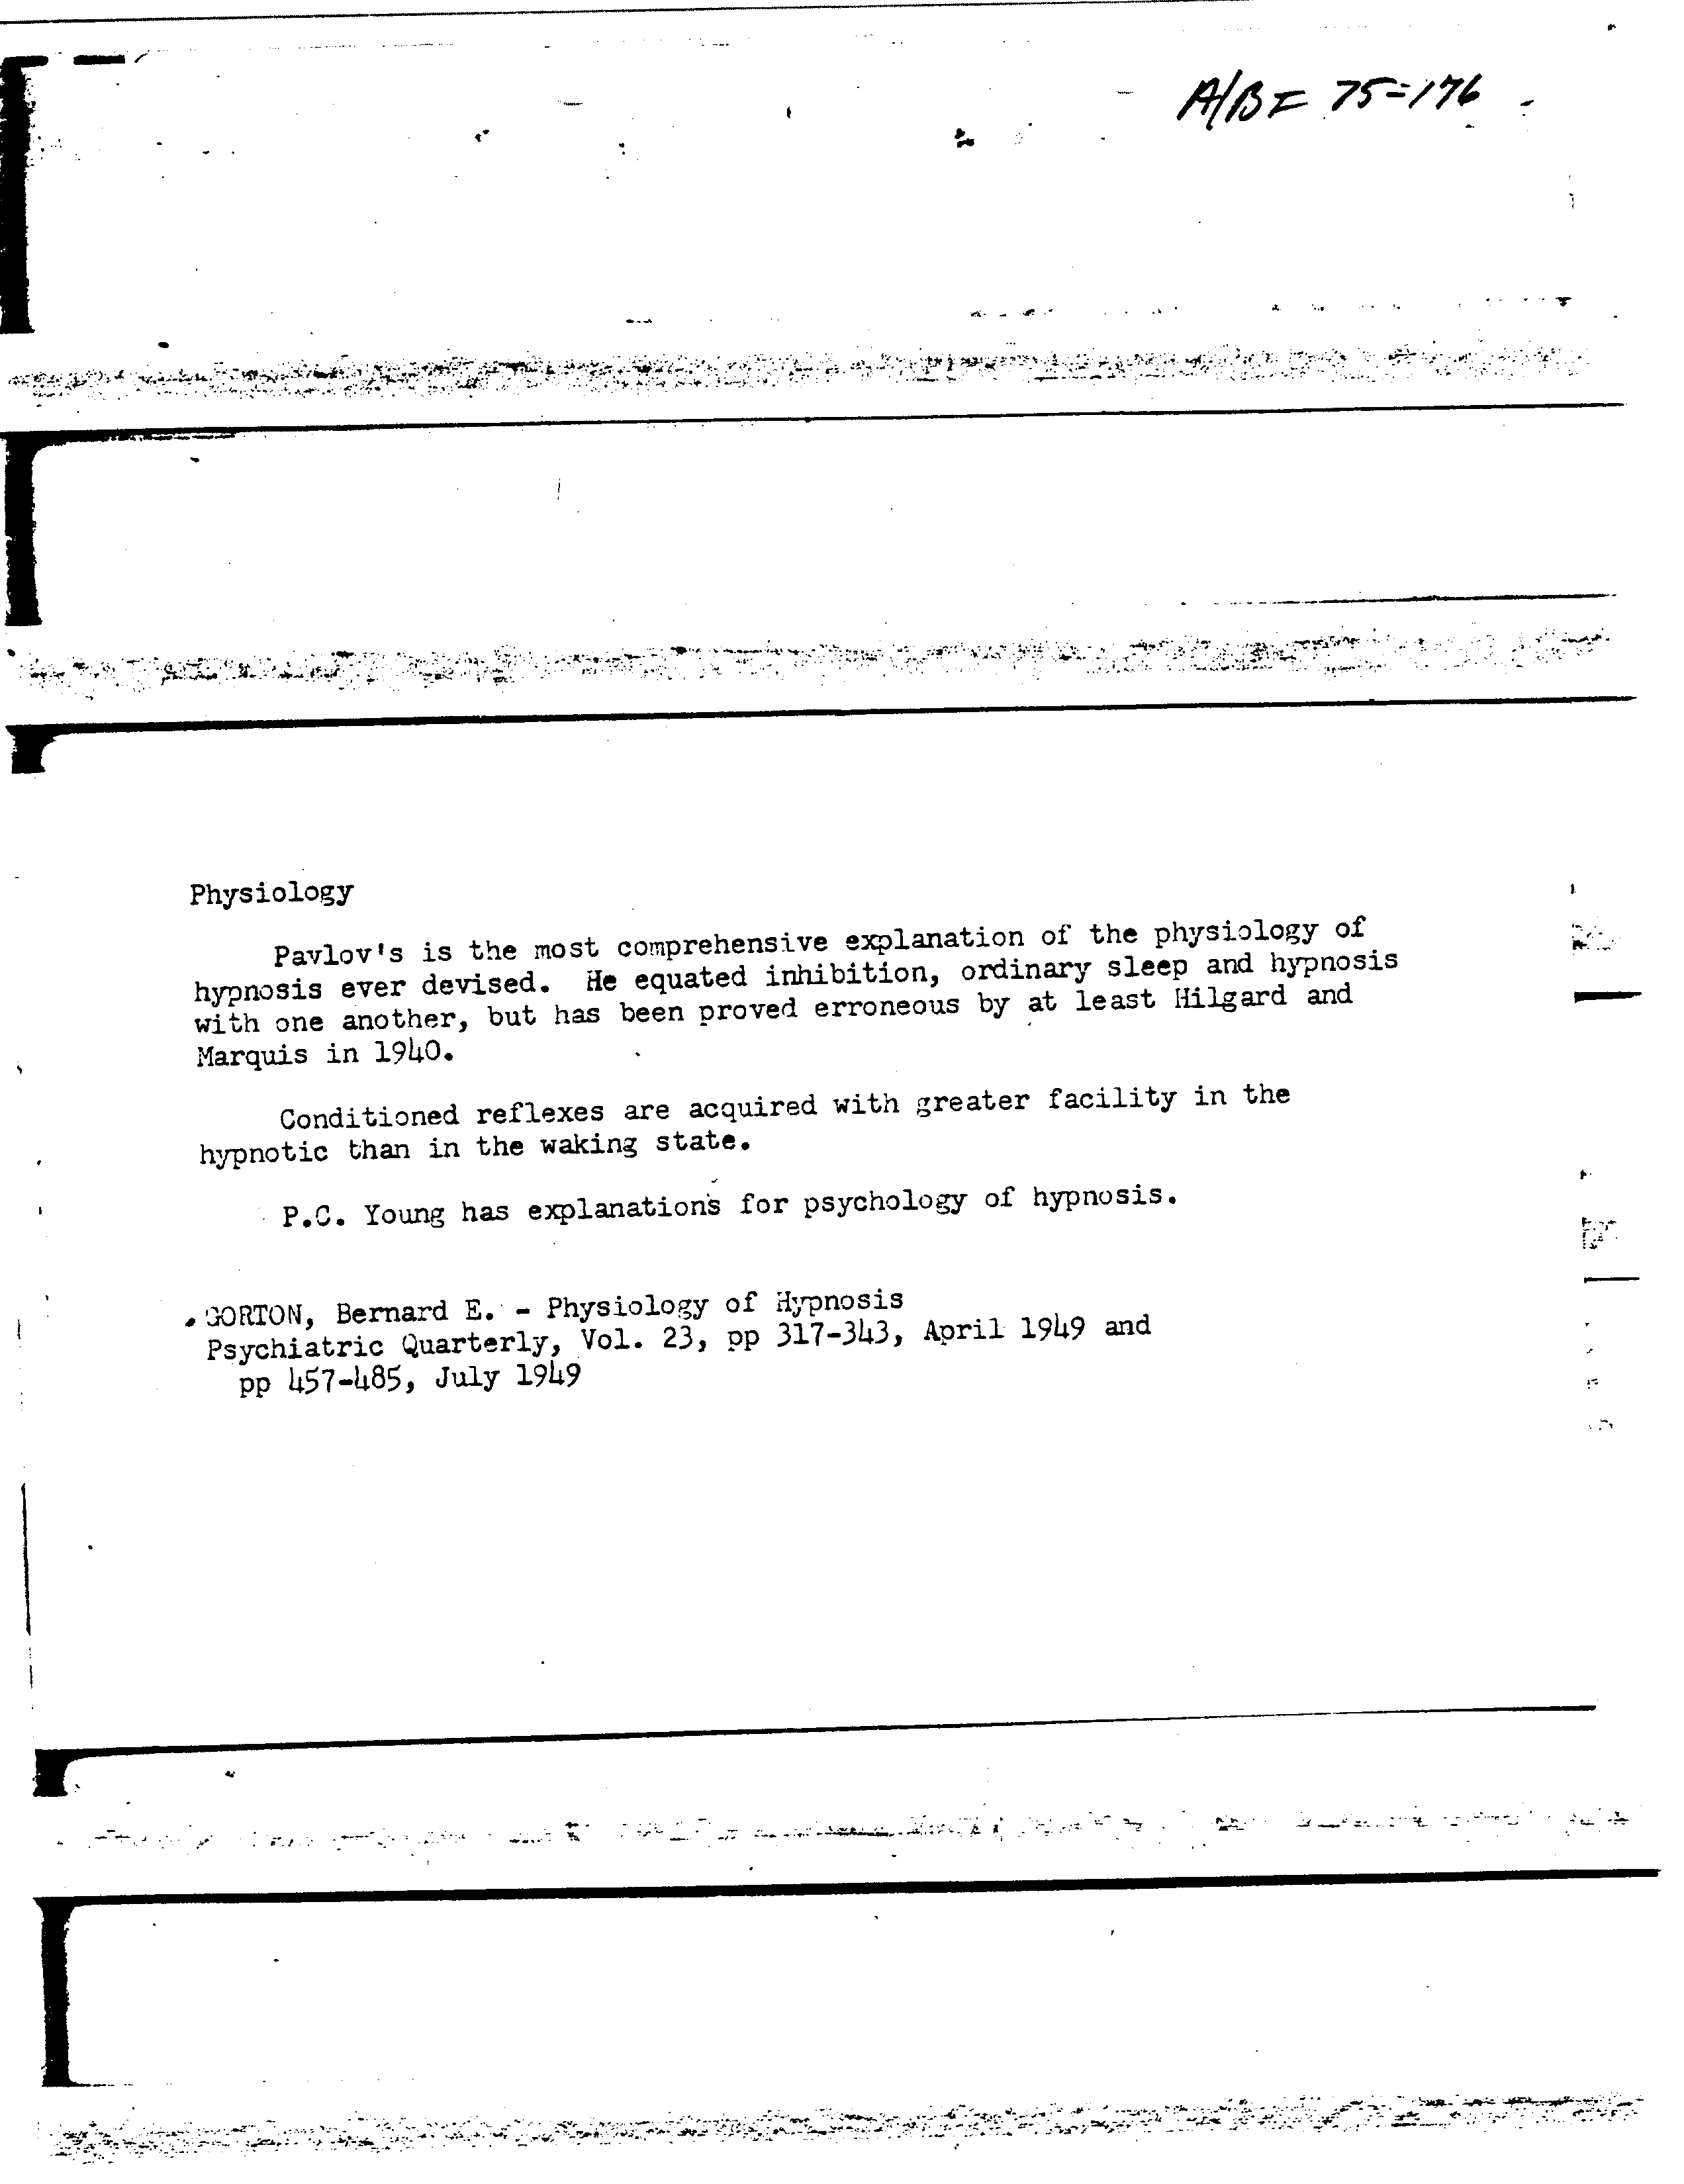 A/B= 75=176
Physiology
Pavlov's is the most comprehensive explanation of the physiology of
hypnosis ever devised. He equated inhibition, ordinary sleep and hypnosis
with one another, but has been proved erroneous by at least Hilgard and
Marquis in 1940.
Conditioned reflexes are acquired with greater facility in the
hypnotic than in the waking state.
P.C. Young has explanations for psychology of hypnosis.
GORTON, Bernard E. - Physiology of Hypnosis
Psychiatric Quarterly, Vol. 23, pp 317-343, April 1949 and
pp 457-485, July 1949